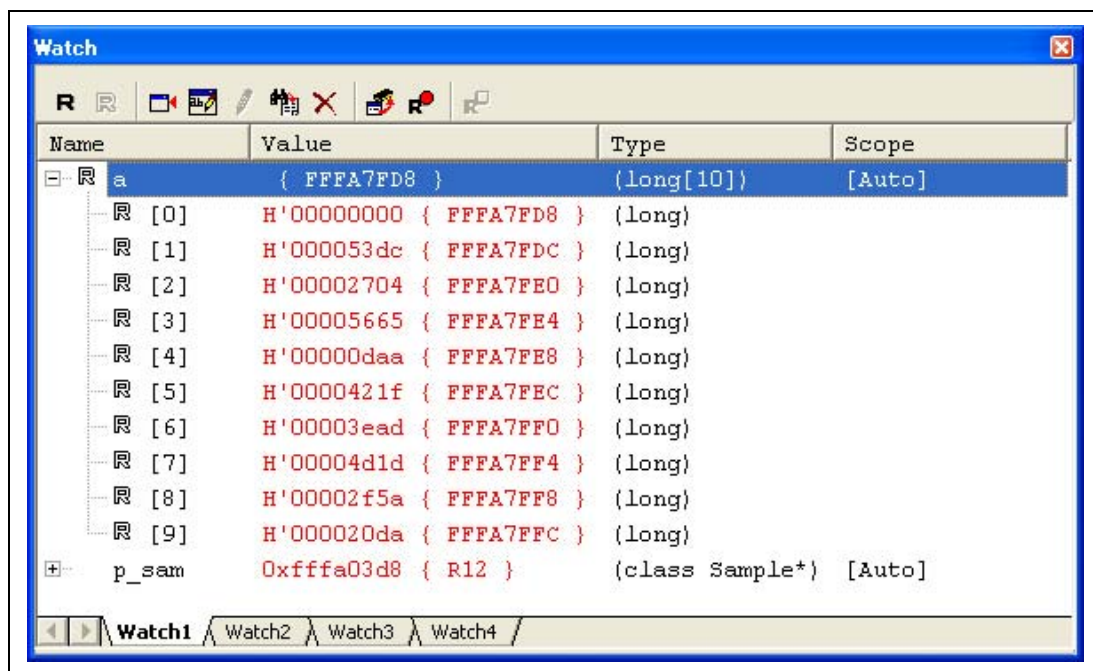 Watch
Name Value Type Scope
a { FFFA7FD8 } (long[10]) [Auto]
R [0] H'00000000 { FFFA7FD8 } (long)
R [1] H'000053dc { FFFA7FDC } (long)
R [2] H'00002704 { FFFA7FE0 } (long)
R [3] H'00005665 { FFFA7FE4 } (long)
R [4] H'00000daa { FFFA7FE8 } (long)
R [5] H'0000421f { FFFA7FEC } (long)
R [6] H'00003ead { FFFA7FF0 } (long)
R [7] H'00004d1d { FFFA7FF4 } (long)
R [8] H'00002f5a { FFFA7FF8 } (long)
R [9] H'000020da { FFFA7FFC } (long)
p_sam 0xfffa03d8 { R12 } (class Sample*) [Auto]
Watch1 Watch2 Watch3 Watch4